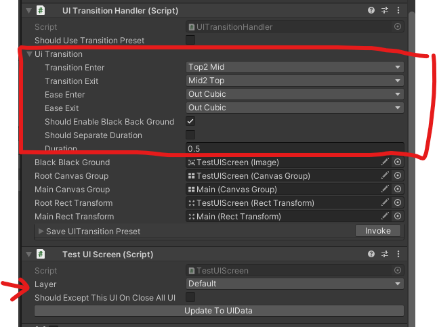 UI Transition Handler (Script)
Script UITransitionHandler
Should Use Transition Preset
Ui Transition
Transition Enter Top2 Mid
Transition Exit Mid2 Top
Ease Enter Out Cubic
Ease Exit Out Cubic
Should Enable Black Back Ground
Should Separate Duration
Duration 0.5
Black Black Ground TestUIScreen (Image)
Root Canvas Group TestUIScreen (Canvas Group)
Main Canvas Group Main (Canvas Group)
Root Rect Transform TestUIScreen (Rect Transform)
Main Rect Transform Main (Rect Transform)
Save UITransition Preset Invoke
Test UI Screen (Script)
Script TestUIScreen
Layer Default
Should Except This UI On Close All UI
Update To UIData